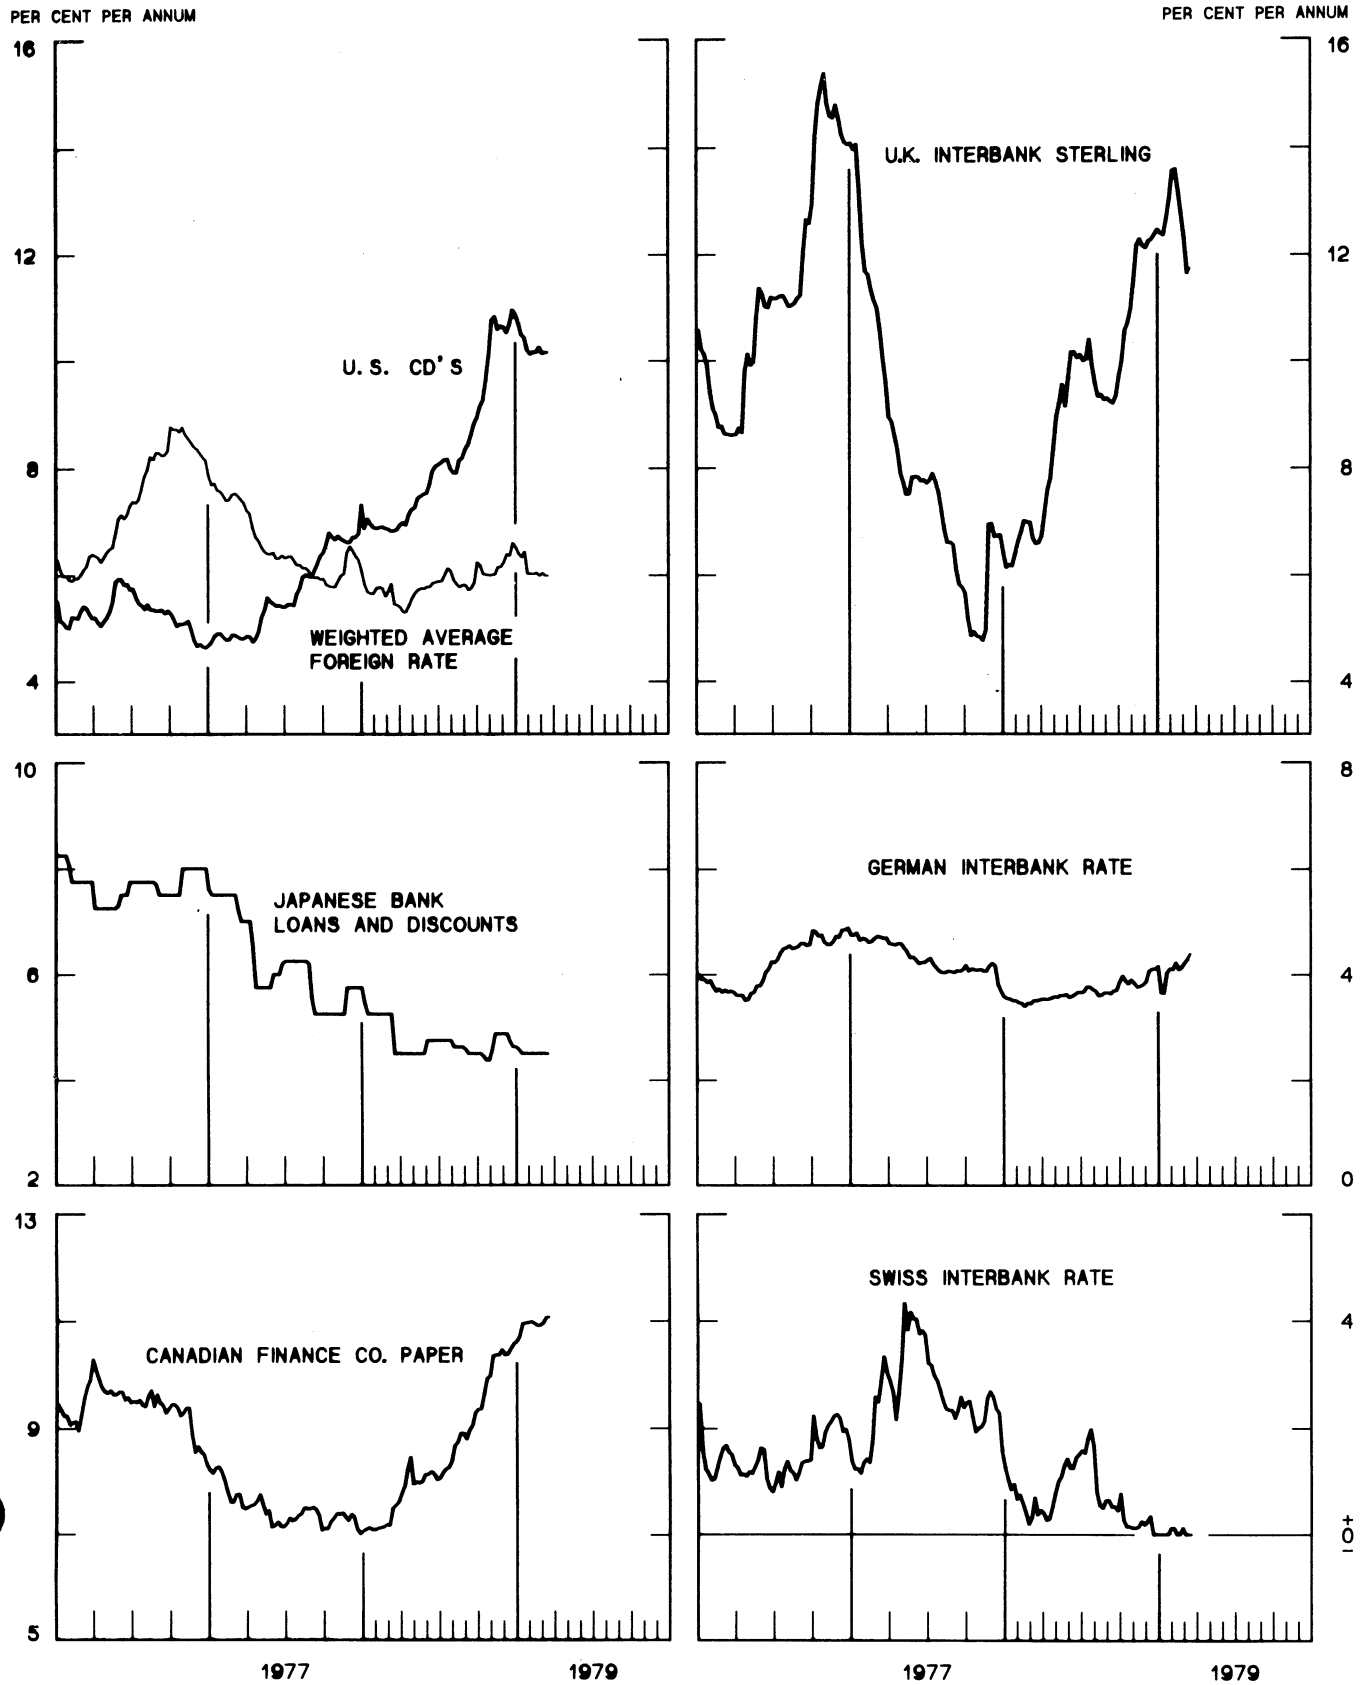 PER CENT PER ANNUM
PER CENT PER ANNUM
16
12
8
4
U.S. CD'S
WEIGHTED AVERAGE
FOREIGN RATE
U.K. INTERBANK STERLING
16
12
8
4
10
6
2
JAPANESE BANK
LOANS AND DISCOUNTS
GERMAN INTERBANK RATE
8
4
0
13
9
5
CANADIAN FINANCE CO. PAPER
SWISS INTERBANK RATE
4
+
0
−
1977
1979
1977
1979